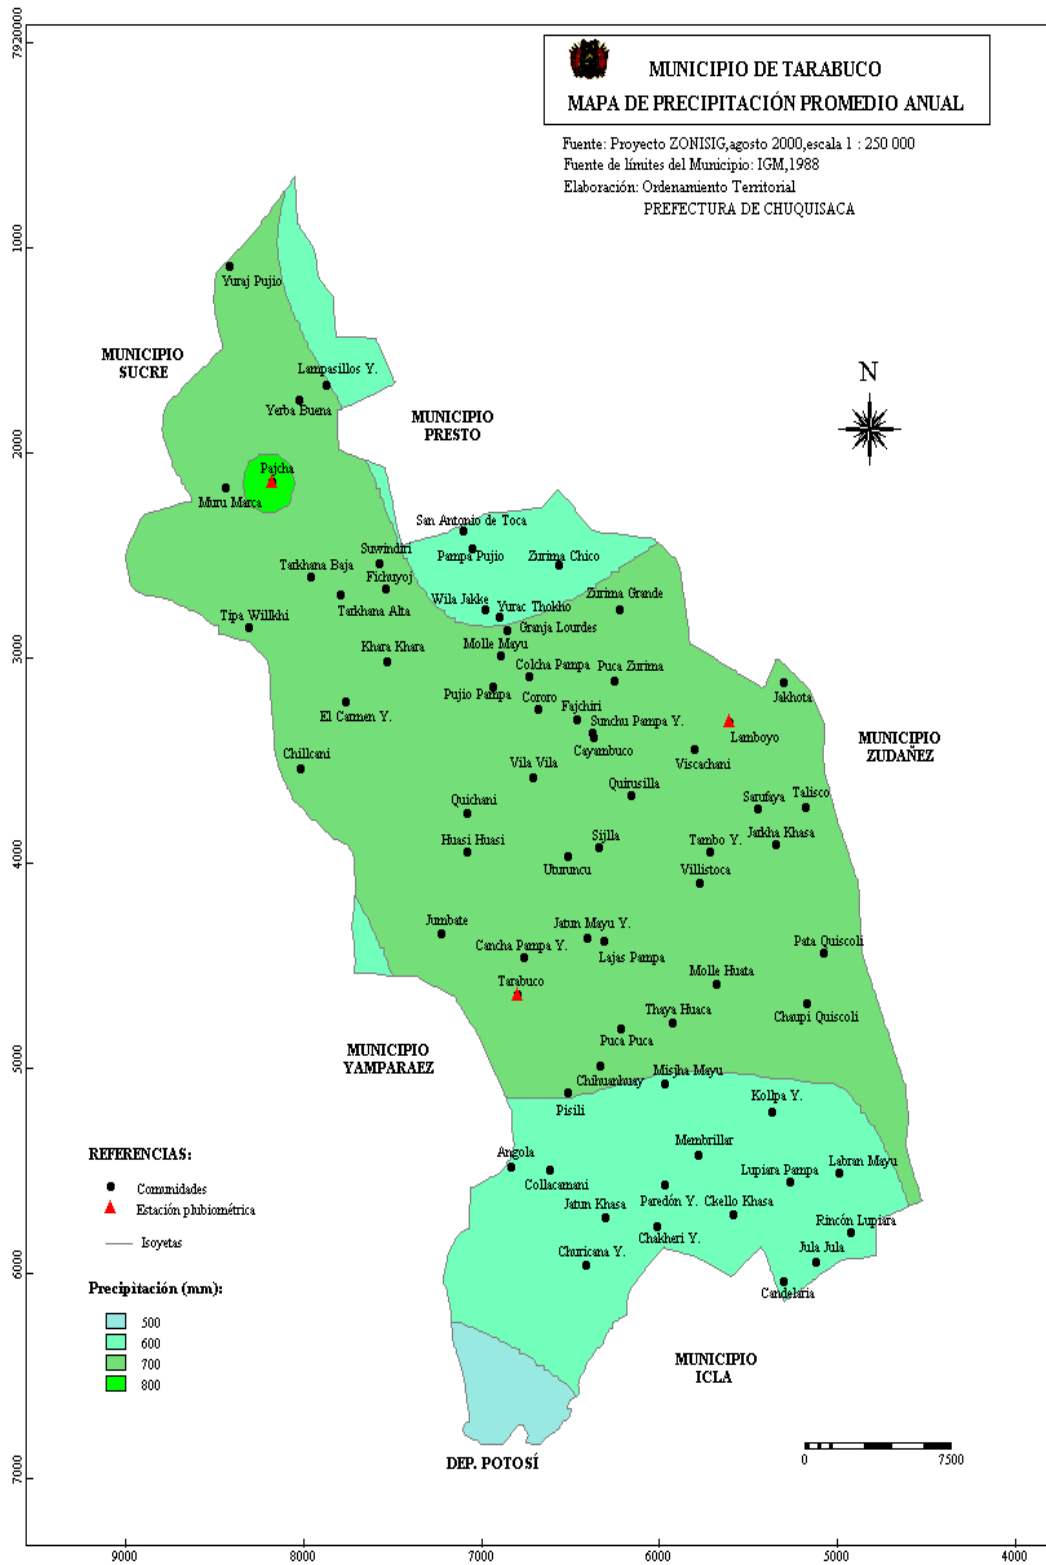 MUNICIPIO DE TARABUCO
MAPA DE PRECIPITACIÓN PROMEDIO ANUAL
Fuente: Proyecto ZONISIG,agosto 2000,escala 1 : 250 000
Fuente de límites del Municipio: IGM,1988
Elaboración: Ordenamiento Territorial
PREFECTURA DE CHUQUISACA
7920000
1000
2000
3000
4000
5000
6000
7000
Yuraj Pujio
MUNICIPIO
SUCRE
Lampasillos Y.
Yerba Buena
MUNICIPIO
PRESTO
N
Pajcha
Muru Marca
San Antonio de Toca
Pampa Pujio
Zurima Chico
Suwindiri
Tarkhana Baja
Fichuyoj
Tarkhana Alta
Wila Jakke
Yurac Thokho
Zurima Grande
Tipa Willkhi
Granja Lourdes
Khara Khara
Molle Mayu
Colcha Pampa
Puca Zurima
Pujio Pampa
Cororo
Jakhota
El Carmen Y.
Fajchiri
Sunchu Pampa Y.
Lamboyo
Cayambuco
Viscachani
MUNICIPIO
ZUDAÑEZ
Chillcani
Vila Vila
Quirusilla
Quichani
Sarufaya
Talisco
Huasi Huasi
Sijlla
Tambo Y.
Jarkha Khasa
Uturuncu
Villistoca
Jumbate
Jatun Mayu Y.
Cancha Pampa Y.
Lajas Pampa
Pata Quiscoli
Tarabuco
Molle Huata
Thaya Huaca
Chaupi Quiscoli
Puca Puca
MUNICIPIO
YAMPARAEZ
Chihuanhuay
Misjha Mayu
Pisili
Kollpa Y.
Angola
Membrillar
Collacamani
Lupiara Pampa
Labran Mayu
Jatun Khasa
Paredón Y.
Ckello Khasa
Rincón Lupiara
Churicana Y.
Chakheri Y.
Jula Jula
Candelaria
MUNICIPIO
ICLA
DEP. POTOSÍ
REFERENCIAS:
Comunidades
Estación plubiométrica
Isoyetas
Precipitación (mm):
500
600
700
800
0 7500
9000 8000 7000 6000 5000 4000